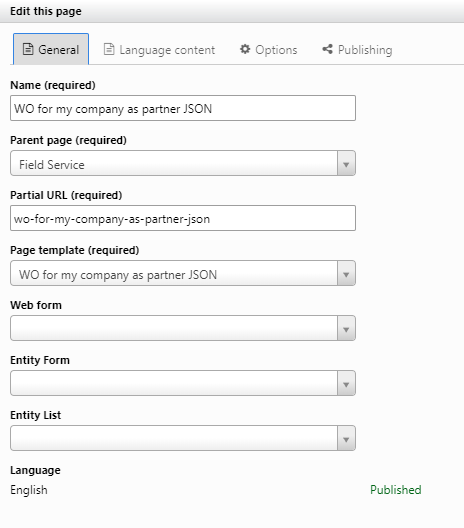 Edit this page
General Language content Options Publishing
Name (required)
WO for my company as partner JSON
Parent page (required)
Field Service
Partial URL (required)
wo-for-my-company-as-partner-json
Page template (required)
WO for my company as partner JSON
Web form
Entity Form
Entity List
Language
English Published